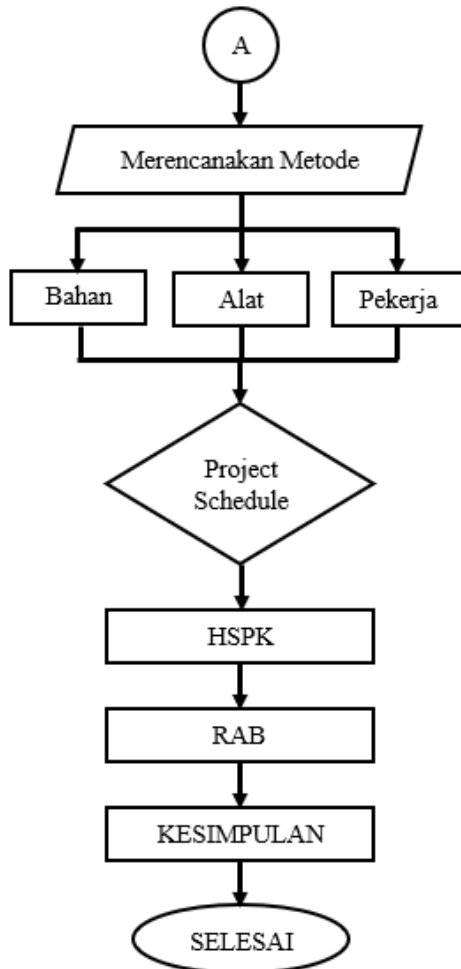 A
Merencanakan Metode
Bahan
Alat
Pekerja
Project
Schedule
HSPK
RAB
KESIMPULAN
SELESAI